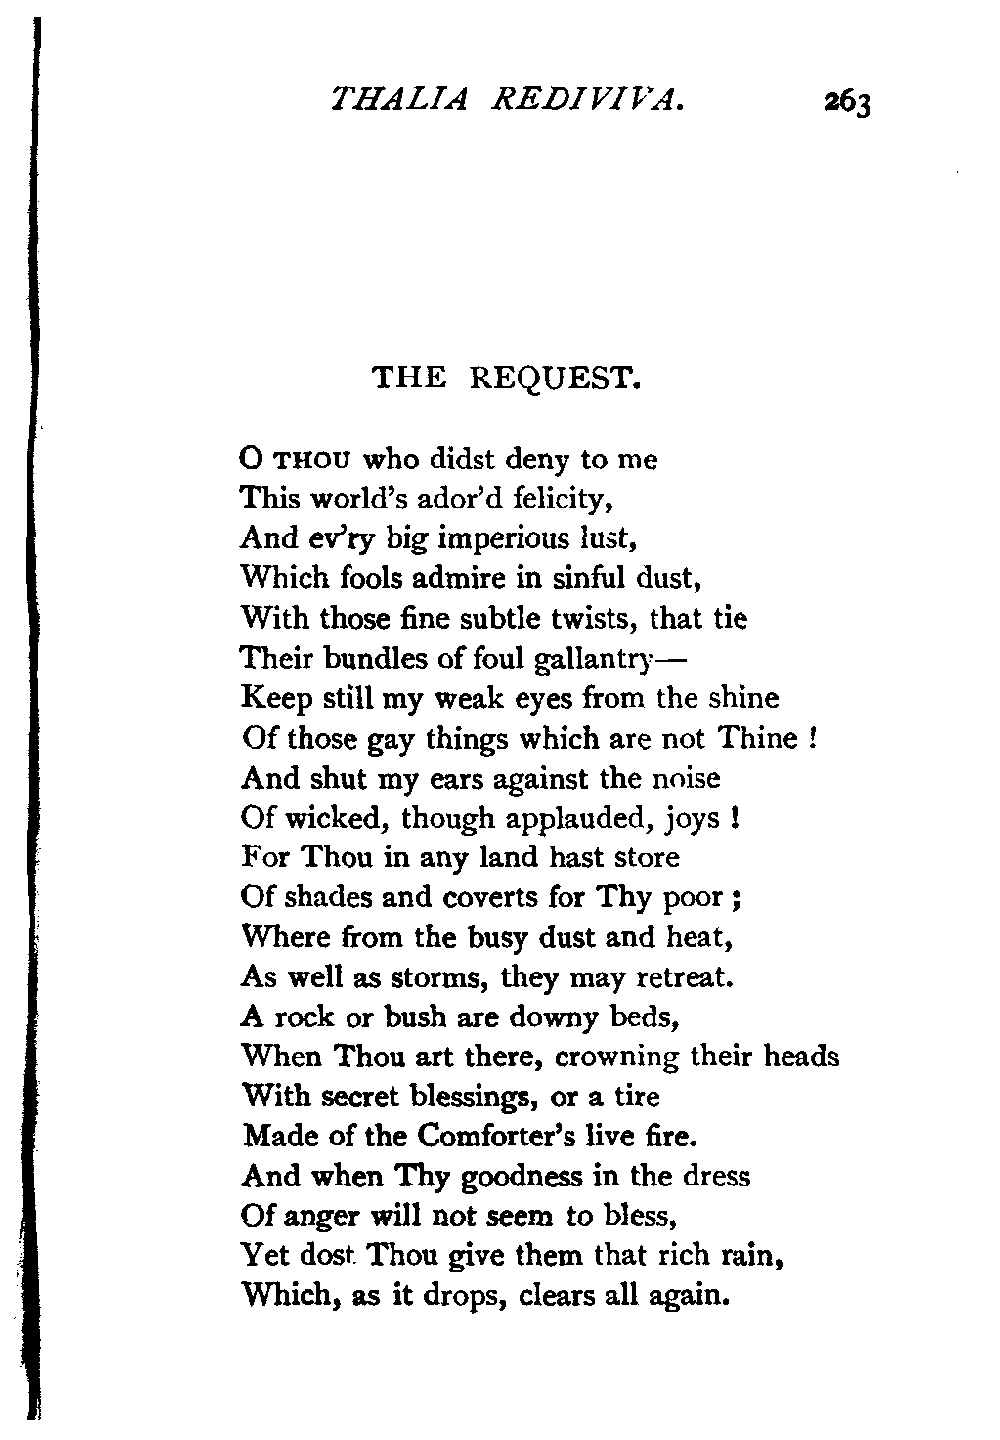 THALIA REDIVIVA. 263
THE REQUEST.
O THOU who didst deny to me
This world's ador'd felicity,
And ev'ry big imperious lust,
Which fools admire in sinful dust,
With those fine subtle twists, that tie
Their bundles of foul gallantry—
Keep still my weak eyes from the shine
Of those gay things which are not Thine !
And shut my ears against the noise
Of wicked, though applauded, joys !
For Thou in any land hast store
Of shades and coverts for Thy poor ;
Where from the busy dust and heat,
As well as storms, they may retreat.
A rock or bush are downy beds,
When Thou art there, crowning their heads
With secret blessings, or a tire
Made of the Comforter's live fire.
And when Thy goodness in the dress
Of anger will not seem to bless,
Yet dost Thou give them that rich rain,
Which, as it drops, clears all again.